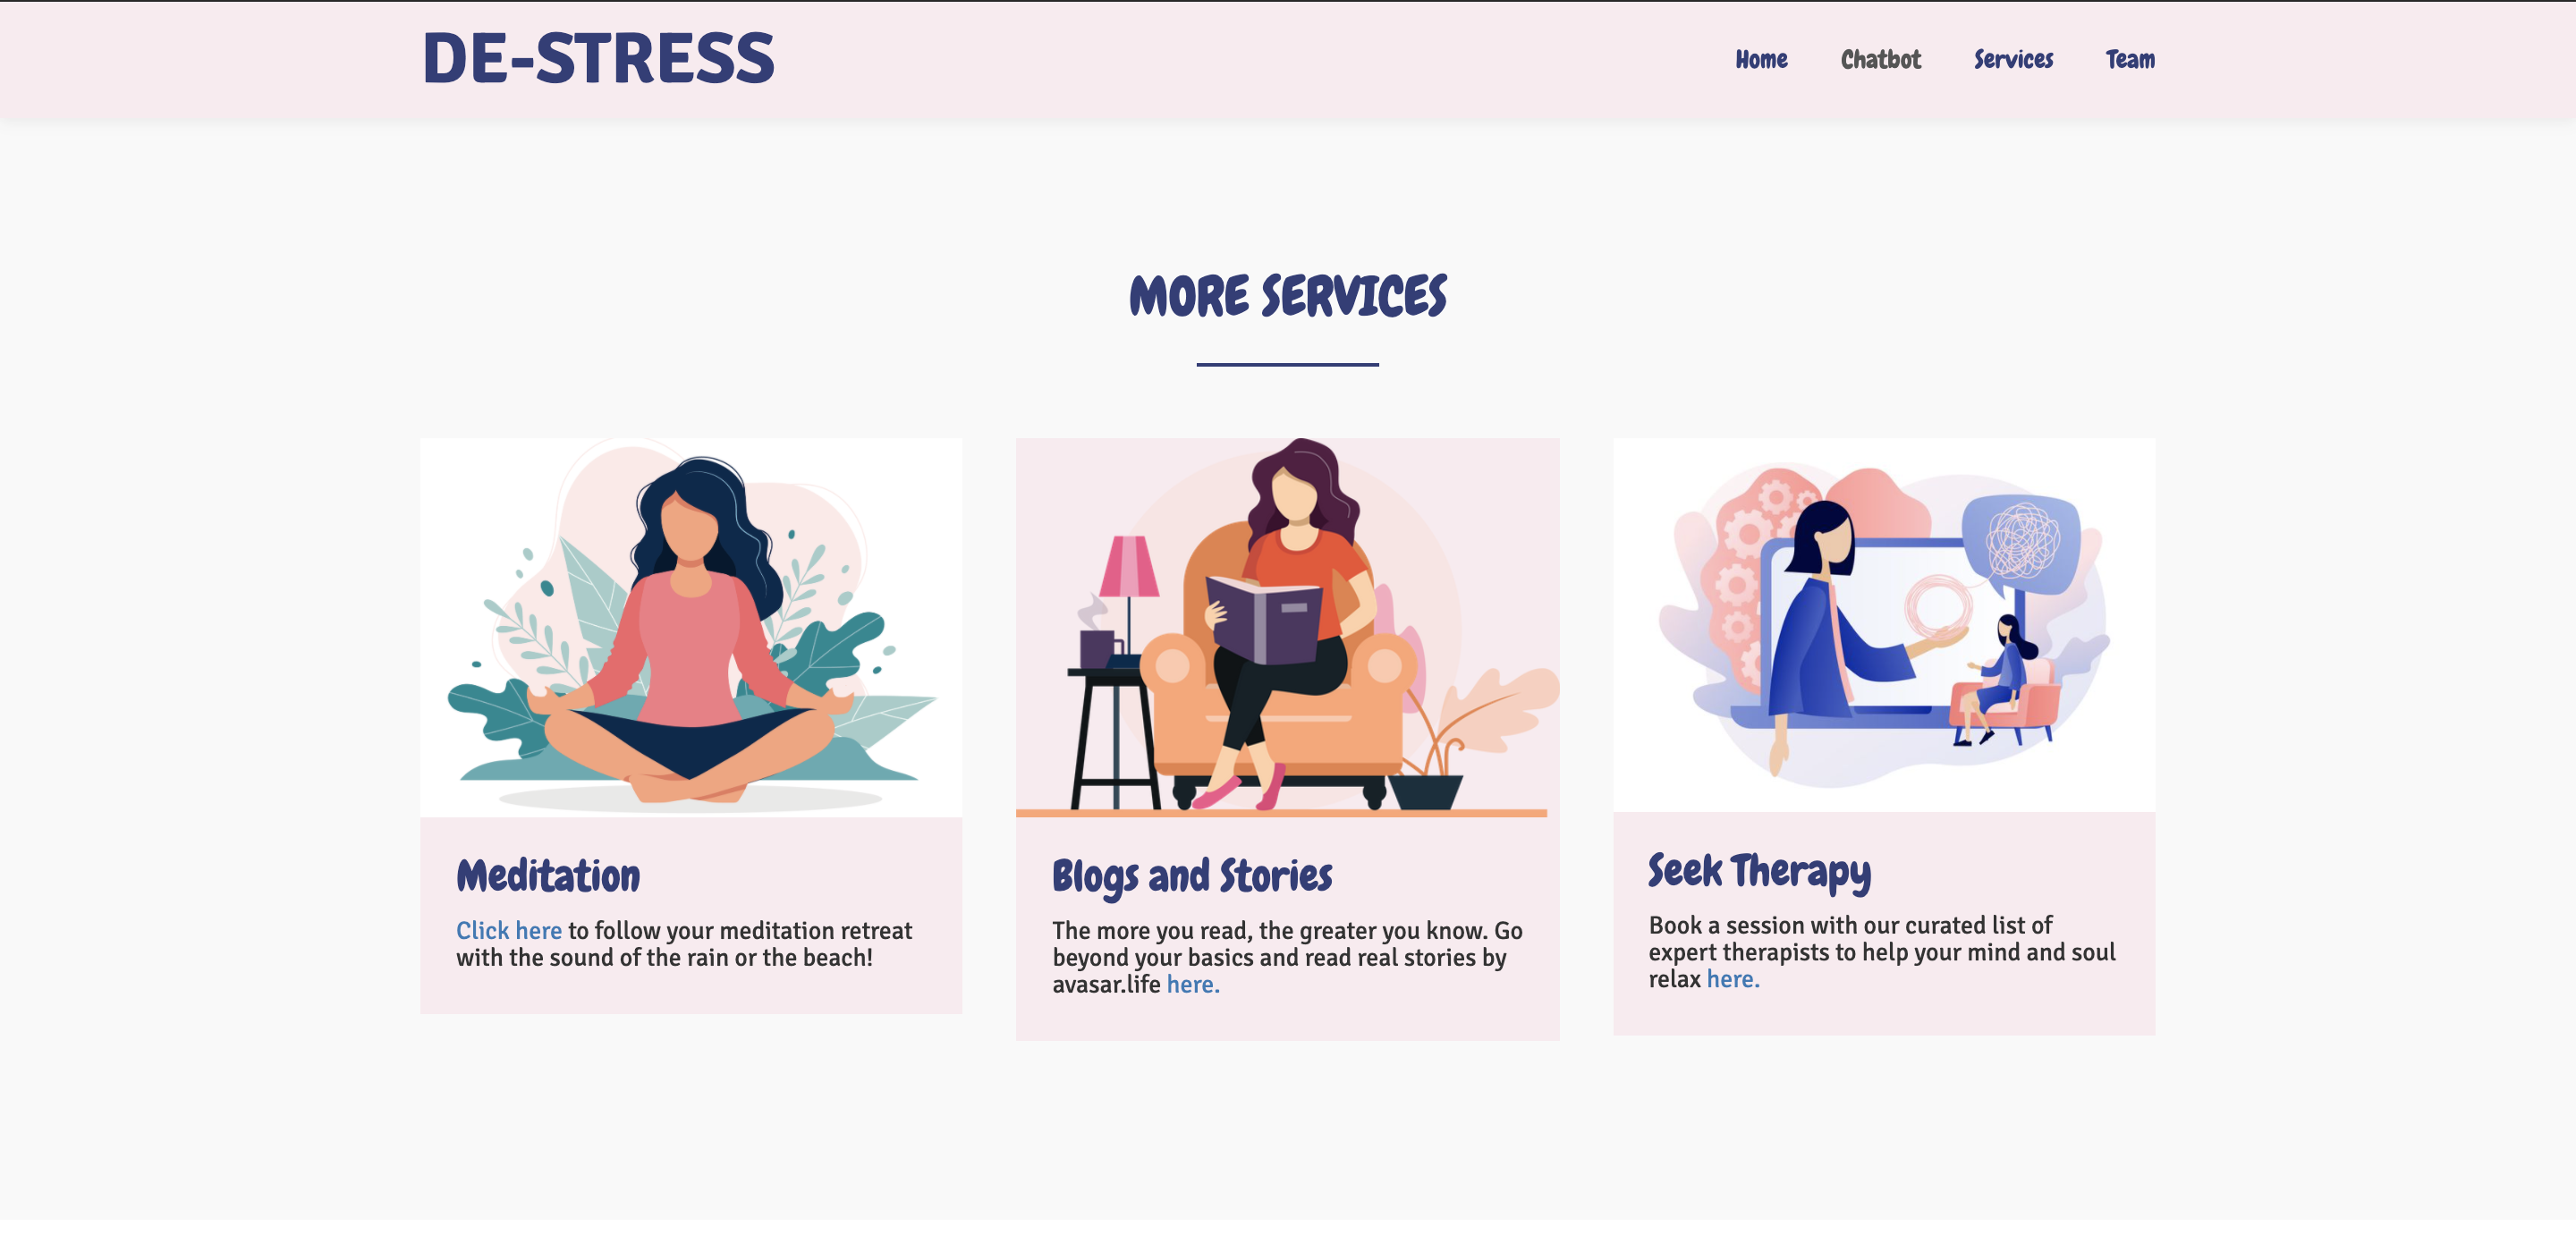 DE-STRESS
Home Chatbot Services Team
MORE SERVICES
Meditation
Click here to follow your meditation retreat
with the sound of the rain or the beach!
Blogs and Stories
The more you read, the greater you know. Go
beyond your basics and read real stories by
avasar.life here.
Seek Therapy
Book a session with our curated list of
expert therapists to help your mind and soul
relax here.